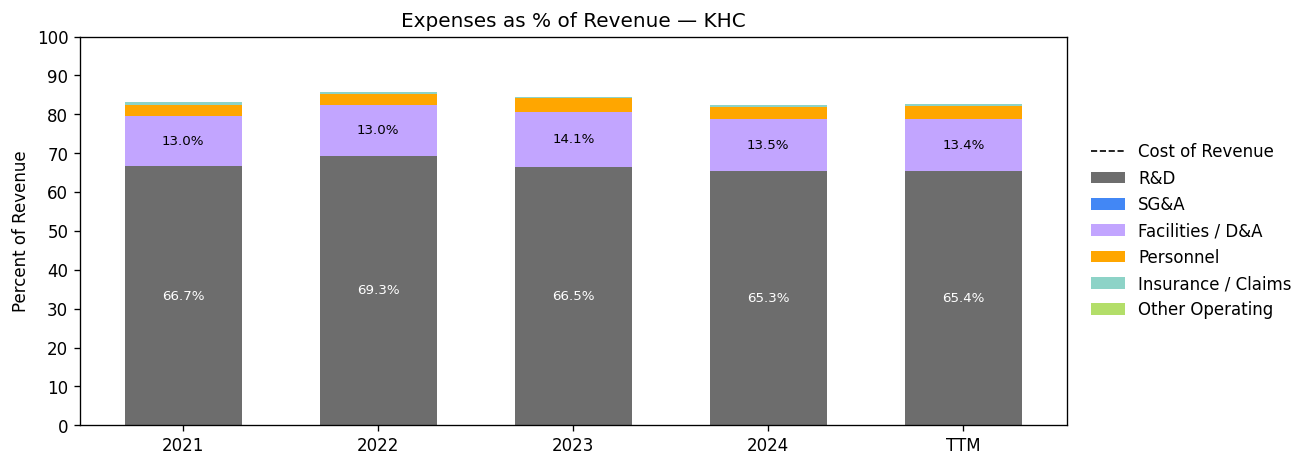 Expenses as % of Revenue — KHC
Percent of Revenue
100
90
80
70
60
50
40
30
20
10
0
13.0%
13.0%
14.1%
13.5%
13.4%
66.7%
69.3%
66.5%
65.3%
65.4%
2021
2022
2023
2024
TTM
Cost of Revenue
R&D
SG&A
Facilities / D&A
Personnel
Insurance / Claims
Other Operating